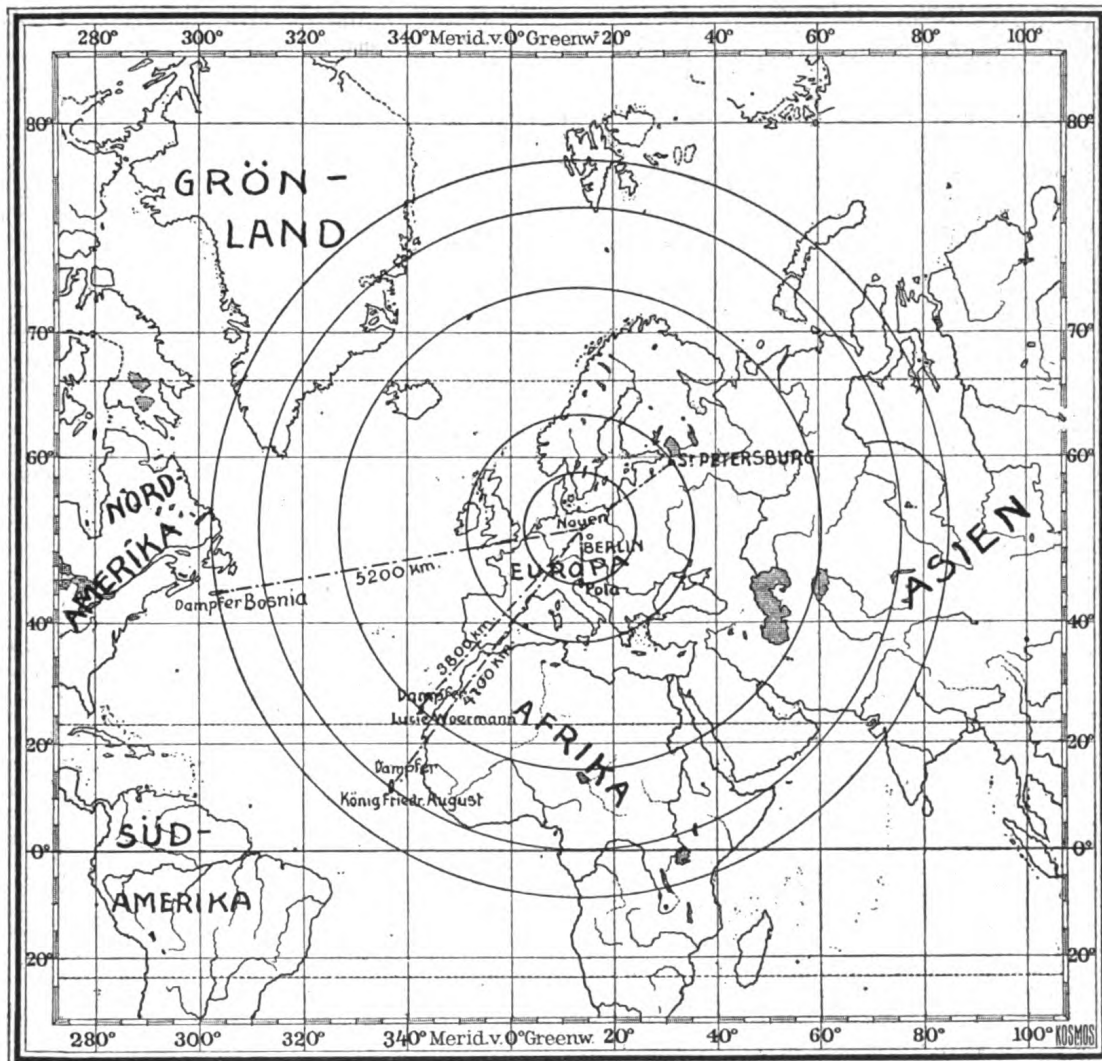 280° 300° 320° 340° Merid.v.0° Greenw. 20° 40° 60° 80° 100°
80° 80°
GRÖN-
LAND
70° 70°
60° 60°
St PETERSBURG
NORD-
AMERIKA
Nauen
BERLIN
EUROPA
ASIEN
5200 km.
Pola
Dampfer Bosnia
40° 40°
3800 km.
4700 km.
Dampfer
Lucie Woermann
AFRIKA
20° 20°
Dampfer
König Friedr. August
SÜD-
0° 0°
AMERIKA
20° 20°
280° 300° 320° 340° Merid.v.0° Greenw. 20° 40° 60° 80° 100° KOSMOS